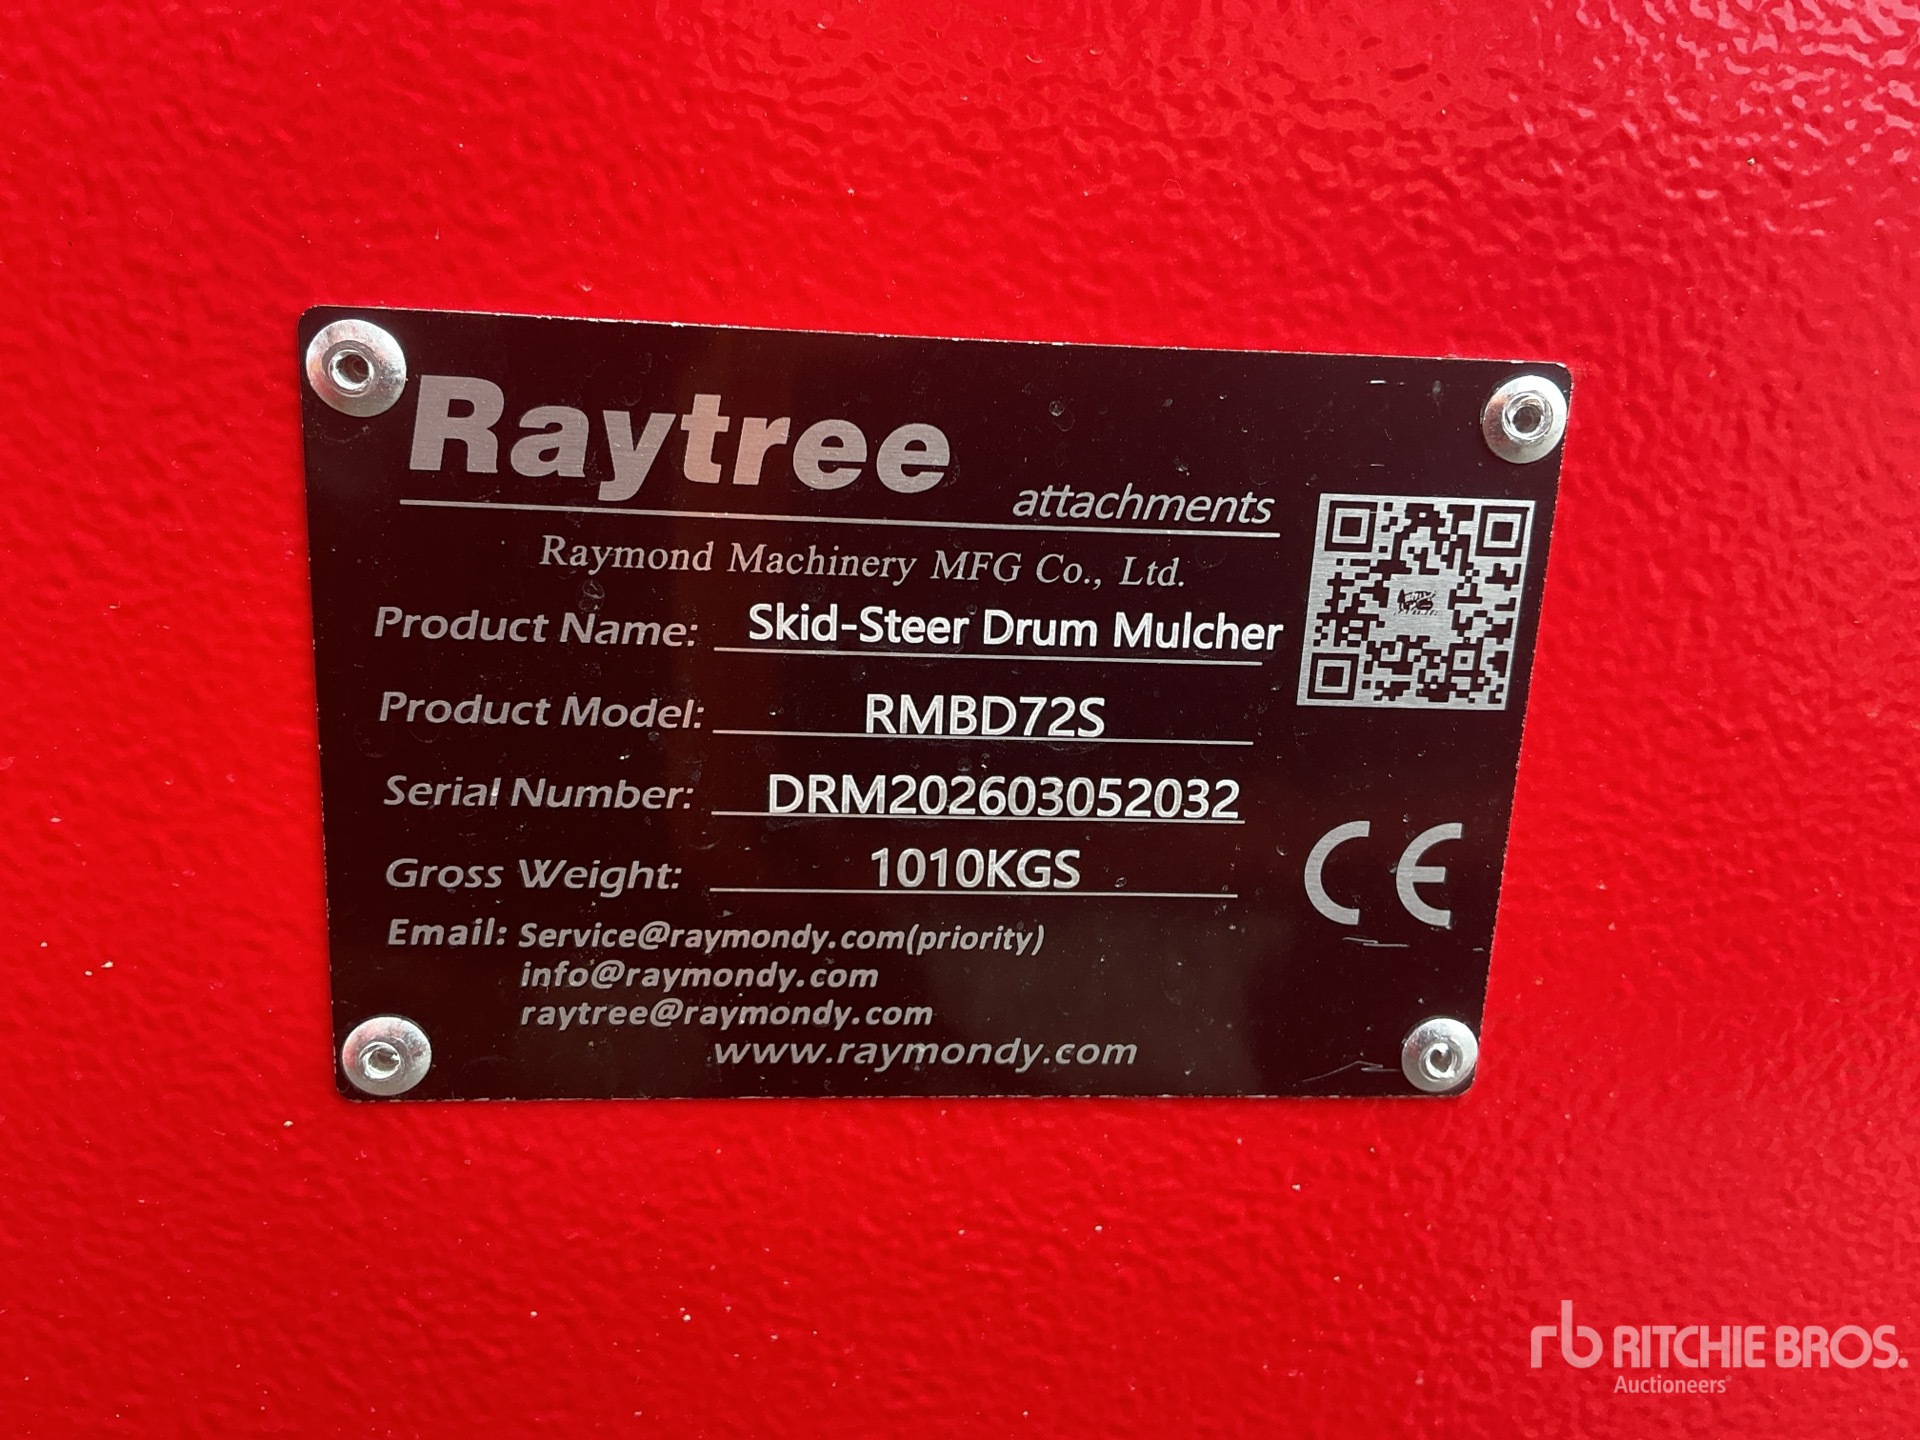 Raytree
attachments
Raymond Machinery MFG Co., Ltd.
Product Name: Skid-Steer Drum Mulcher
Product Model: RMBD72S
Serial Number: DRM202603052032
Gross Weight: 1010KGS
CE
Email: Service@raymondy.com(priority)
info@raymondy.com
raytree@raymondy.com
www.raymondy.com
rb RITCHIE BROS.
Auctioneers